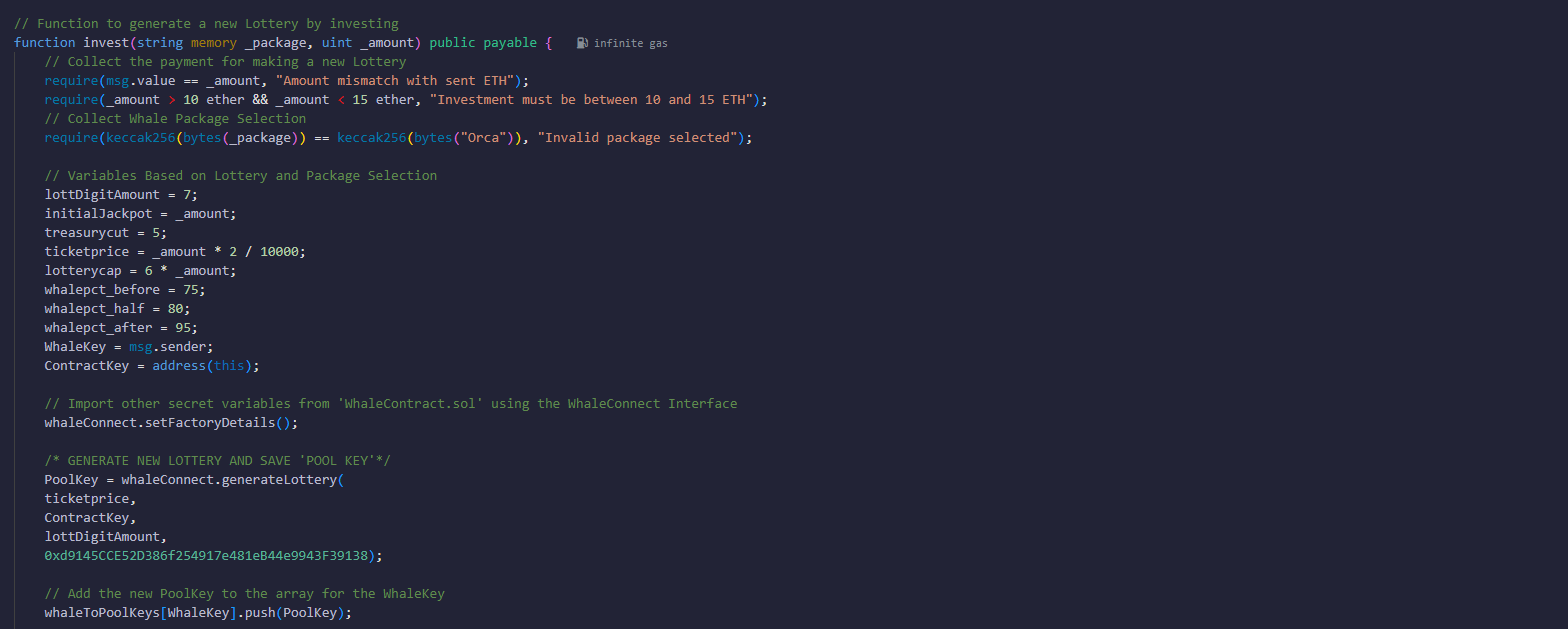 // Function to generate a new Lottery by investing
function invest(string memory _package, uint _amount) public payable { infinite gas
// Collect the payment for making a new Lottery
require(msg.value == _amount, "Amount mismatch with sent ETH");
require(_amount > 10 ether && _amount < 15 ether, "Investment must be between 10 and 15 ETH");
// Collect Whale Package Selection
require(keccak256(bytes(_package)) == keccak256(bytes("Orca")), "Invalid package selected");
// Variables Based on Lottery and Package Selection
lottDigitAmount = 7;
initialJackpot = _amount;
treasurycut = 5;
ticketprice = _amount * 2 / 10000;
lotterycap = 6 * _amount;
whalepct_before = 75;
whalepct_half = 80;
whalepct_after = 95;
WhaleKey = msg.sender;
ContractKey = address(this);
// Import other secret variables from 'WhaleContract.sol' using the WhaleConnect Interface
whaleConnect.setFactoryDetails();
/* GENERATE NEW LOTTERY AND SAVE 'POOL KEY'*/
PoolKey = whaleConnect.generateLottery(
ticketprice,
ContractKey,
lottDigitAmount,
0xd9145CCE52D386f254917e481eB44e9943F39138);
// Add the new PoolKey to the array for the WhaleKey
whaleToPoolKeys[WhaleKey].push(PoolKey);